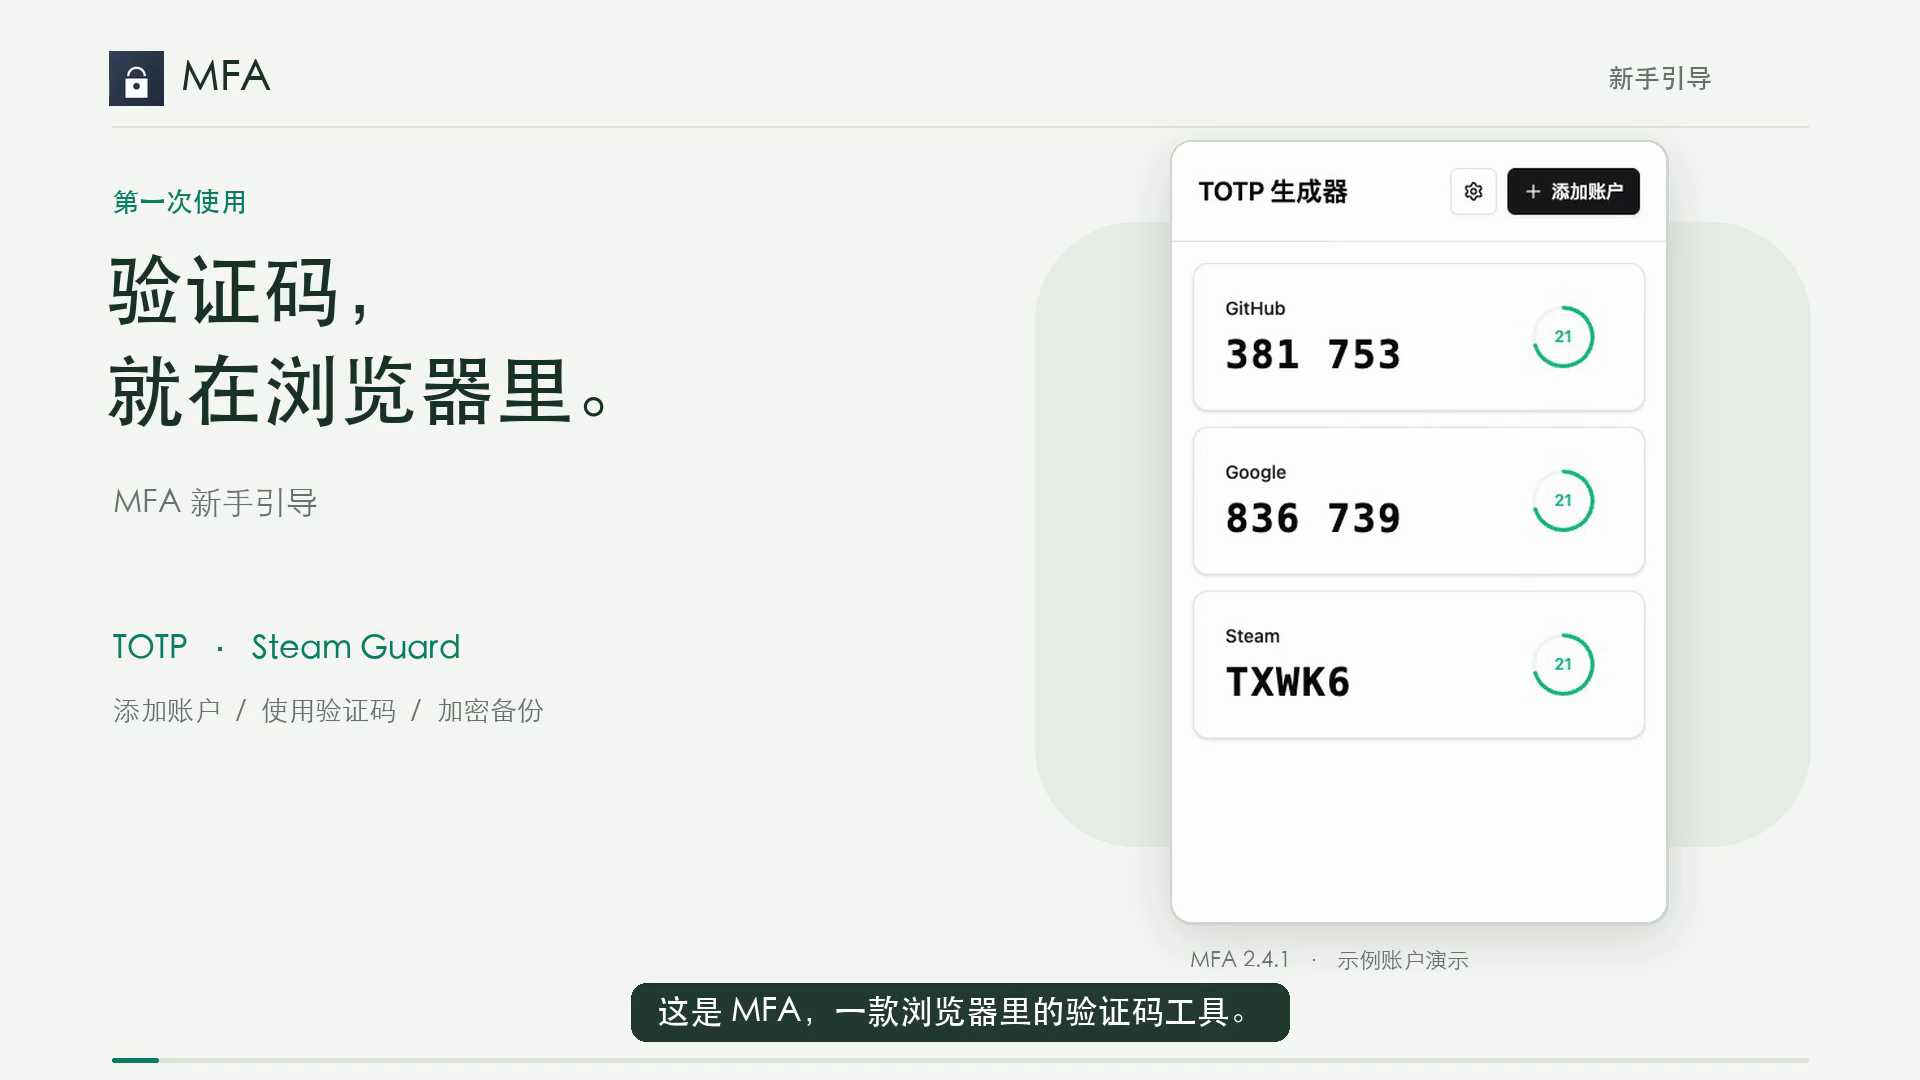 MFA
新手引导
第一次使用
验证码，
就在浏览器里。
MFA 新手引导
TOTP · Steam Guard
添加账户 / 使用验证码 / 加密备份
TOTP 生成器
+ 添加账户
GitHub
381 753
21
Google
836 739
21
Steam
TXWK6
21
MFA 2.4.1 · 示例账户演示
这是 MFA，一款浏览器里的验证码工具。